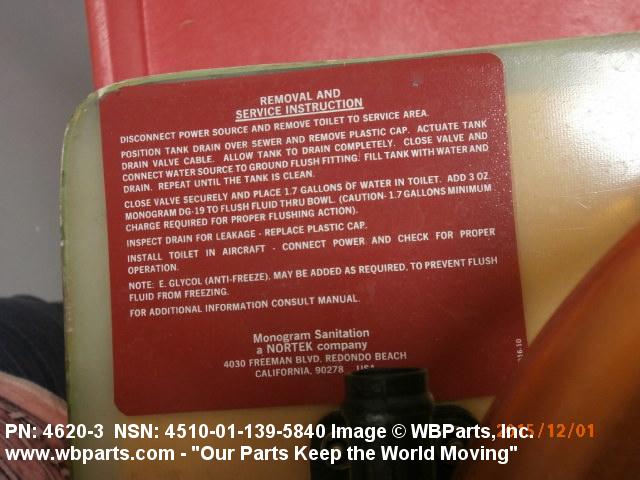 REMOVAL AND
SERVICE INSTRUCTION
DISCONNECT POWER SOURCE AND REMOVE TOILET TO SERVICE AREA.
POSITION TANK DRAIN OVER SEWER AND REMOVE PLASTIC CAP. ACTUATE TANK
DRAIN VALVE CABLE. ALLOW TANK TO DRAIN COMPLETELY. CLOSE VALVE AND
CONNECT WATER SOURCE TO GROUND FLUSH FITTING. FILL TANK WITH WATER AND
DRAIN. REPEAT UNTIL THE TANK IS CLEAN.
CLOSE VALVE SECURELY AND PLACE 1.7 GALLONS OF WATER IN TOILET. ADD 3 OZ.
MONOGRAM DG-19 TO FLUSH FLUID THRU BOWL. (CAUTION- 1.7 GALLONS MINIMUM
CHARGE REQUIRED FOR PROPER FLUSHING ACTION).
INSPECT DRAIN FOR LEAKAGE - REPLACE PLASTIC CAP.
INSTALL TOILET IN AIRCRAFT - CONNECT POWER AND CHECK FOR PROPER
OPERATION.
NOTE: E. GLYCOL (ANTI-FREEZE). MAY BE ADDED AS REQUIRED. TO PREVENT FLUSH
FLUID FROM FREEZING.
FOR ADDITIONAL INFORMATION CONSULT MANUAL.
Monogram Sanitation
a NORTEK company
4030 FREEMAN BLVD. REDONDO BEACH
CALIFORNIA, 90278 USA
PN: 4620-3 NSN: 4510-01-139-5840 Image © WBParts, Inc.
www.wbparts.com - "Our Parts Keep the World Moving"